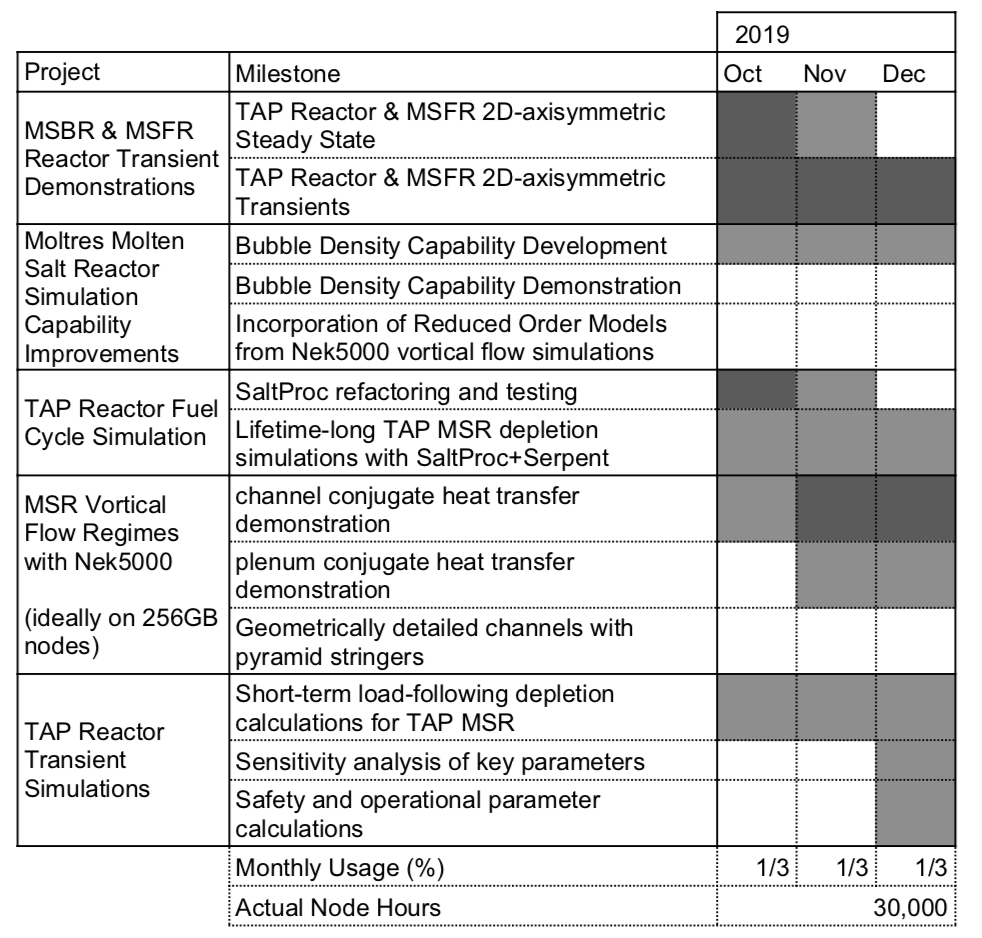 2019
Project Milestone Oct Nov Dec
MSBR & MSFR
Reactor Transient
Demonstrations
TAP Reactor & MSFR 2D-axisymmetric
Steady State
TAP Reactor & MSFR 2D-axisymmetric
Transients
Moltres Molten
Salt Reactor
Simulation
Capability
Improvements
Bubble Density Capability Development
Bubble Density Capability Demonstration
Incorporation of Reduced Order Models
from Nek5000 vortical flow simulations
TAP Reactor Fuel
Cycle Simulation
SaltProc refactoring and testing
Lifetime-long TAP MSR depletion
simulations with SaltProc+Serpent
MSR Vortical
Flow Regimes
with Nek5000
(ideally on 256GB
nodes)
channel conjugate heat transfer
demonstration
plenum conjugate heat transfer
demonstration
Geometrically detailed channels with
pyramid stringers
TAP Reactor
Transient
Simulations
Short-term load-following depletion
calculations for TAP MSR
Sensitivity analysis of key parameters
Safety and operational parameter
calculations
Monthly Usage (%) 1/3 1/3 1/3
Actual Node Hours 30,000